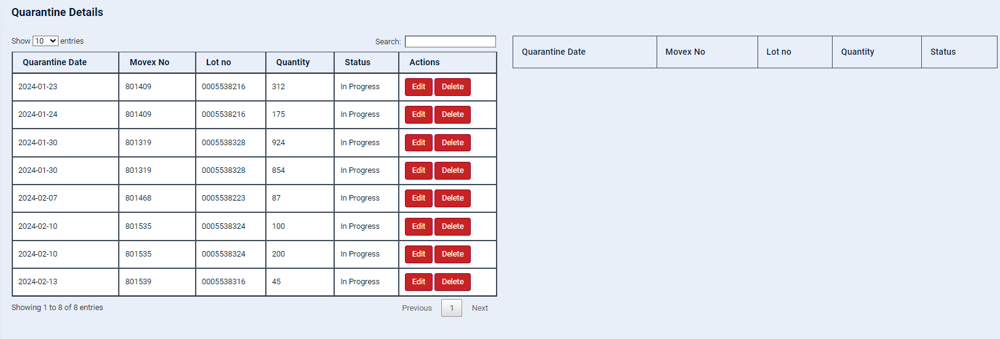 Quarantine Details
Show 10 entries
Search:
Quarantine Date Movex No Lot no Quantity Status Actions
2024-01-23 801409 0005538216 312 In Progress Edit Delete
2024-01-24 801409 0005538216 175 In Progress Edit Delete
2024-01-30 801319 0005538328 924 In Progress Edit Delete
2024-01-30 801319 0005538328 854 In Progress Edit Delete
2024-02-07 801468 0005538223 87 In Progress Edit Delete
2024-02-10 801535 0005538324 100 In Progress Edit Delete
2024-02-10 801535 0005538324 200 In Progress Edit Delete
2024-02-13 801539 0005538316 45 In Progress Edit Delete
Showing 1 to 8 of 8 entries
Previous 1 Next
Quarantine Date Movex No Lot no Quantity Status